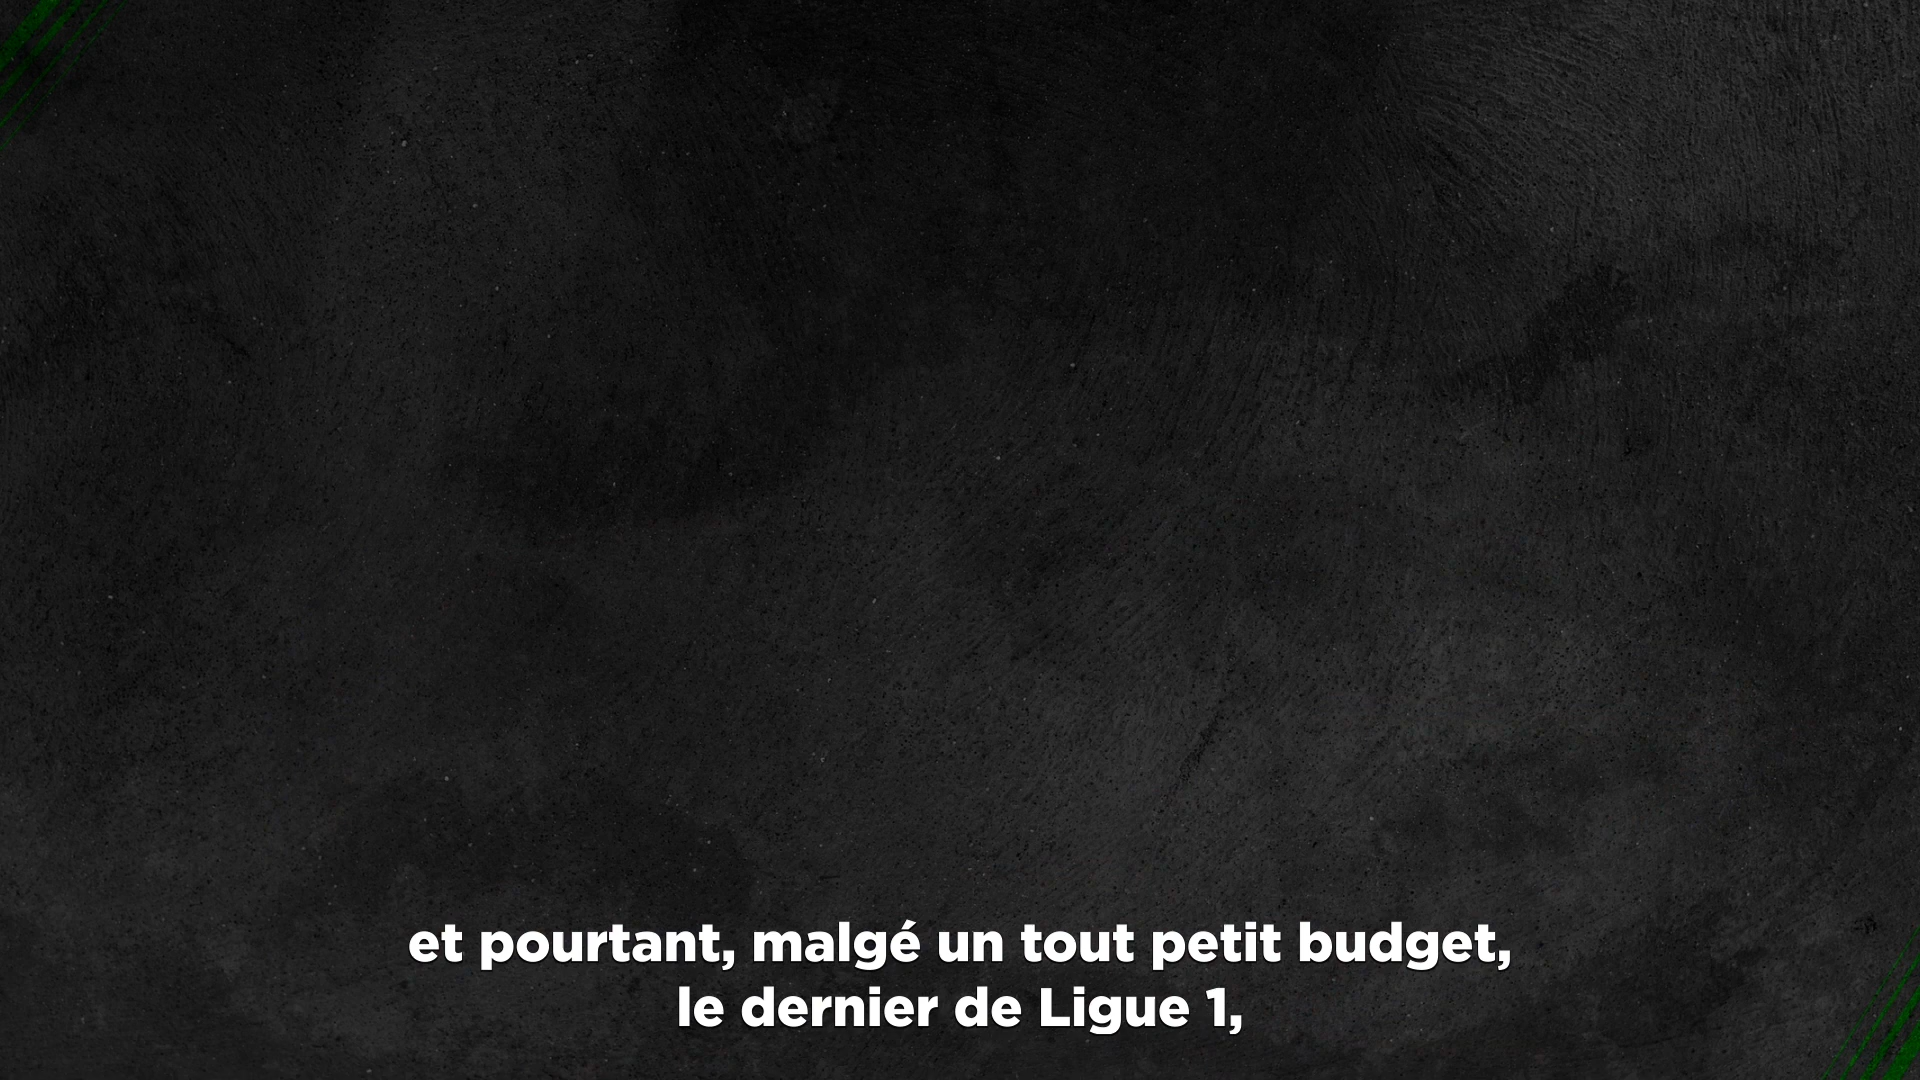 et pourtant, malgé un tout petit budget,
le dernier de Ligue 1,